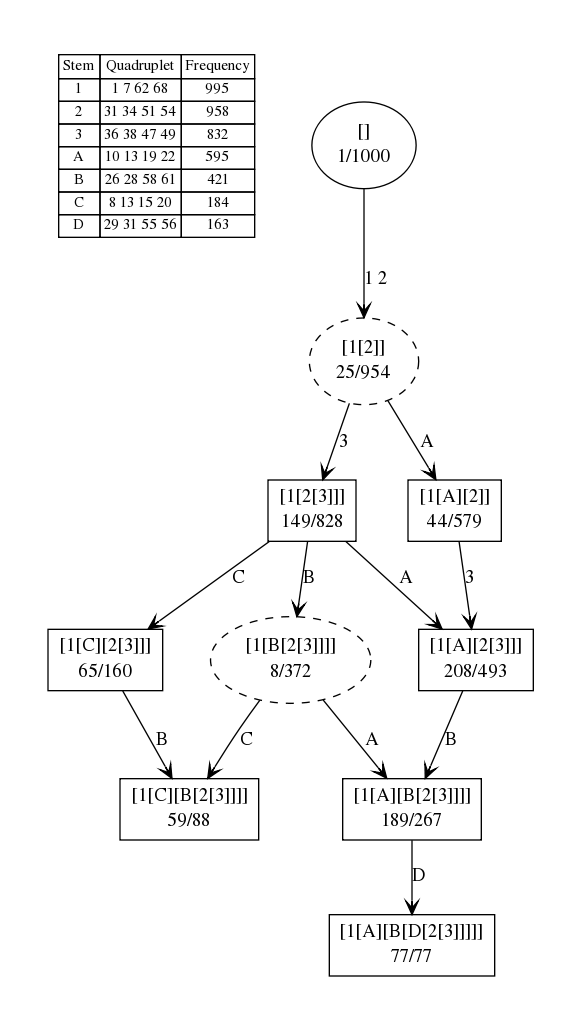 Stem Quadruplet Frequency
1 1 7 62 68 995
2 31 34 51 54 958
3 36 38 47 49 832
A 10 13 19 22 595
B 26 28 58 61 421
C 8 13 15 20 184
D 29 31 55 56 163
[]
1/1000
1 2
[1[2]]
25/954
3
A
[1[2[3]]]
149/828
[1[A][2]]
44/579
C
B
A
3
[1[C][2[3]]]
65/160
[1[B[2[3]]]]
8/372
[1[A][2[3]]]
208/493
B
C
A
B
[1[C][B[2[3]]]]
59/88
[1[A][B[2[3]]]]
189/267
D
[1[A][B[D[2[3]]]]]
77/77